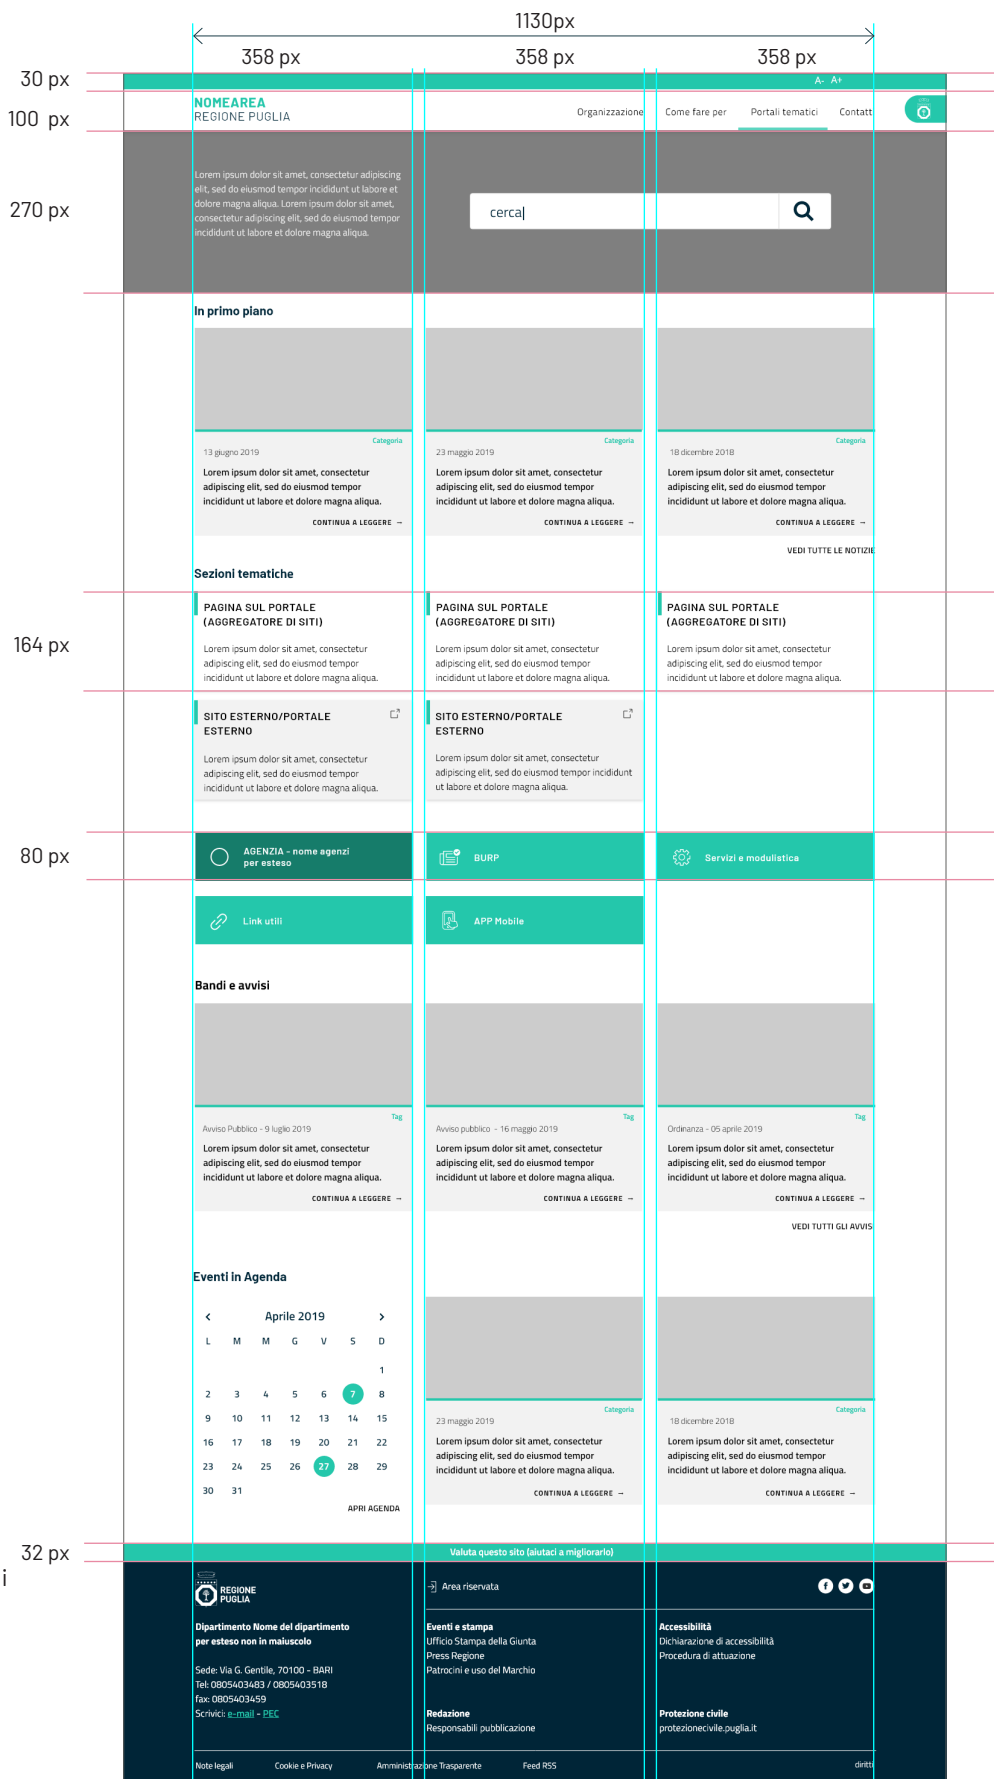 1130px
358 px 358 px 358 px
30 px
A- A+
100 px
NOMEAREA
REGIONE PUGLIA
Organizzazione Come fare per Portali tematici Contatti
270 px
Lorem ipsum dolor sit amet, consectetur adipiscing
elit, sed do eiusmod tempor incididunt ut labore et
dolore magna aliqua. Lorem ipsum dolor sit amet,
consectetur adipiscing elit, sed do eiusmod tempor
incididunt ut labore et dolore magna aliqua.
cerca
In primo piano
Categoria
13 giugno 2019
Lorem ipsum dolor sit amet, consectetur
adipiscing elit, sed do eiusmod tempor
incididunt ut labore et dolore magna aliqua.
CONTINUA A LEGGERE →
Categoria
23 maggio 2019
Lorem ipsum dolor sit amet, consectetur
adipiscing elit, sed do eiusmod tempor
incididunt ut labore et dolore magna aliqua.
CONTINUA A LEGGERE →
Categoria
18 dicembre 2018
Lorem ipsum dolor sit amet, consectetur
adipiscing elit, sed do eiusmod tempor
incididunt ut labore et dolore magna aliqua.
CONTINUA A LEGGERE →
VEDI TUTTE LE NOTIZIE
Sezioni tematiche
164 px
PAGINA SUL PORTALE
(AGGREGATORE DI SITI)
Lorem ipsum dolor sit amet, consectetur
adipiscing elit, sed do eiusmod tempor
incididunt ut labore et dolore magna aliqua.
PAGINA SUL PORTALE
(AGGREGATORE DI SITI)
Lorem ipsum dolor sit amet, consectetur
adipiscing elit, sed do eiusmod tempor
incididunt ut labore et dolore magna aliqua.
PAGINA SUL PORTALE
(AGGREGATORE DI SITI)
Lorem ipsum dolor sit amet, consectetur
adipiscing elit, sed do eiusmod tempor
incididunt ut labore et dolore magna aliqua.
SITO ESTERNO/PORTALE
ESTERNO
Lorem ipsum dolor sit amet, consectetur
adipiscing elit, sed do eiusmod tempor
incididunt ut labore et dolore magna aliqua.
SITO ESTERNO/PORTALE
ESTERNO
Lorem ipsum dolor sit amet, consectetur
adipiscing elit, sed do eiusmod tempor incididunt
ut labore et dolore magna aliqua.
80 px
AGENZIA - nome agenzi
per esteso
BURP
Servizi e modulistica
Link utili
APP Mobile
Bandi e avvisi
Tag
Avviso Pubblico - 9 luglio 2019
Lorem ipsum dolor sit amet, consectetur
adipiscing elit, sed do eiusmod tempor
incididunt ut labore et dolore magna aliqua.
CONTINUA A LEGGERE →
Tag
Avviso pubblico - 16 maggio 2019
Lorem ipsum dolor sit amet, consectetur
adipiscing elit, sed do eiusmod tempor
incididunt ut labore et dolore magna aliqua.
CONTINUA A LEGGERE →
Tag
Ordinanza - 05 aprile 2019
Lorem ipsum dolor sit amet, consectetur
adipiscing elit, sed do eiusmod tempor
incididunt ut labore et dolore magna aliqua.
CONTINUA A LEGGERE →
VEDI TUTTI GLI AVVISI
Eventi in Agenda
‹ Aprile 2019 ›
L M M G V S D
1
2 3 4 5 6 7 8
9 10 11 12 13 14 15
16 17 18 19 20 21 22
23 24 25 26 27 28 29
30 31
APRI AGENDA
Categoria
23 maggio 2019
Lorem ipsum dolor sit amet, consectetur
adipiscing elit, sed do eiusmod tempor
incididunt ut labore et dolore magna aliqua.
CONTINUA A LEGGERE →
Categoria
18 dicembre 2018
Lorem ipsum dolor sit amet, consectetur
adipiscing elit, sed do eiusmod tempor
incididunt ut labore et dolore magna aliqua.
CONTINUA A LEGGERE →
32 px
Valuta questo sito (aiutaci a migliorarlo)
i
REGIONE
PUGLIA
Area riservata
Dipartimento Nome del dipartimento
per esteso non in maiuscolo
Sede: Via G. Gentile, 70100 - BARI
Tel: 0805403483 / 0805403518
fax: 0805403459
Scrivici: e-mail - PEC
Eventi e stampa
Ufficio Stampa della Giunta
Press Regione
Patrocini e uso del Marchio
Redazione
Responsabili pubblicazione
Accessibilità
Dichiarazione di accessibilità
Procedura di attuazione
Protezione civile
protezionecivile.puglia.it
Note legali Cookie e Privacy Amministrazione Trasparente Feed RSS diritti